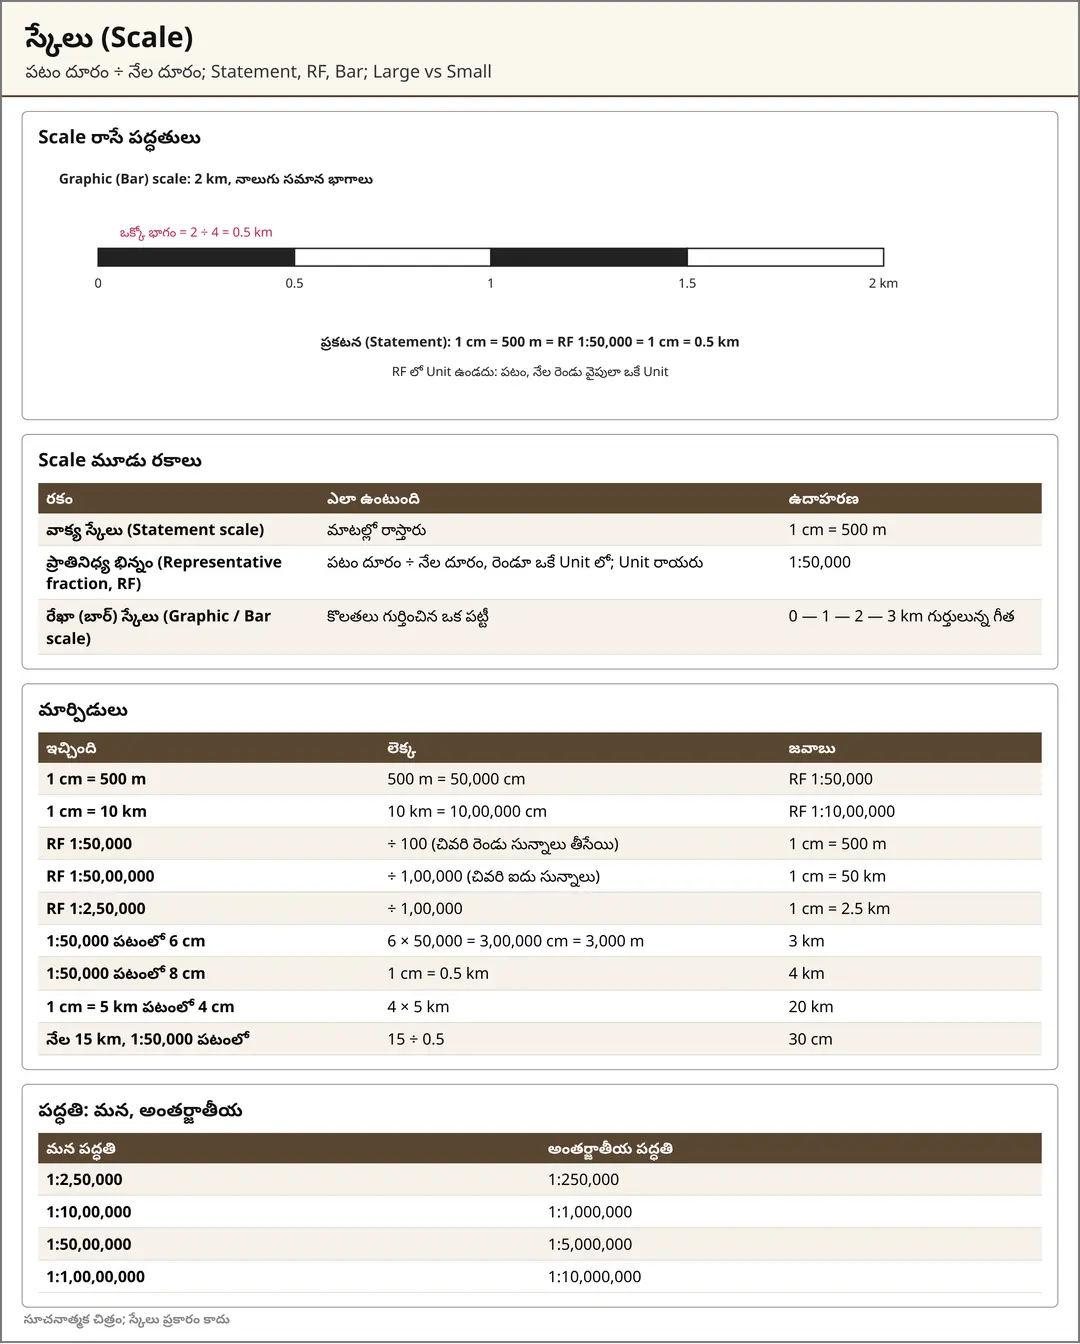 స్కేలు (Scale)
పటం దూరం ÷ నేల దూరం; Statement, RF, Bar; Large vs Small
Scale రాసే పద్ధతులు
Graphic (Bar) scale: 2 km, నాలుగు సమాన భాగాలు
ఒక్కో భాగం = 2 ÷ 4 = 0.5 km
0 0.5 1 1.5 2 km
ప్రకటన (Statement): 1 cm = 500 m = RF 1:50,000 = 1 cm = 0.5 km
RF లో Unit ఉండదు: పటం, నేల రెండు వైపులా ఒకే Unit
Scale మూడు రకాలు
రకం ఎలా ఉంటుంది ఉదాహరణ
వాక్య స్కేలు (Statement scale) మాటల్లో రాస్తారు 1 cm = 500 m
ప్రాతినిధ్య భిన్నం (Representative పటం దూరం ÷ నేల దూరం, రెండూ ఒకే Unit లో; Unit రాయరు 1:50,000
fraction, RF)
రేఖా (బార్) స్కేలు (Graphic / Bar కొలతలు గుర్తించిన ఒక పట్టీ 0 — 1 — 2 — 3 km గుర్తులున్న గీత
scale)
మార్పిడులు
ఇచ్చింది లెక్క జవాబు
1 cm = 500 m 500 m = 50,000 cm RF 1:50,000
1 cm = 10 km 10 km = 10,00,000 cm RF 1:10,00,000
RF 1:50,000 ÷ 100 (చివరి రెండు సున్నాలు తీసేయి) 1 cm = 500 m
RF 1:50,00,000 ÷ 1,00,000 (చివరి ఐదు సున్నాలు) 1 cm = 50 km
RF 1:2,50,000 ÷ 1,00,000 1 cm = 2.5 km
1:50,000 పటంలో 6 cm 6 × 50,000 = 3,00,000 cm = 3,000 m 3 km
1:50,000 పటంలో 8 cm 1 cm = 0.5 km 4 km
1 cm = 5 km పటంలో 4 cm 4 × 5 km 20 km
నేల 15 km, 1:50,000 పటంలో 15 ÷ 0.5 30 cm
పద్ధతి: మన, అంతర్జాతీయ
మన పద్ధతి అంతర్జాతీయ పద్ధతి
1:2,50,000 1:250,000
1:10,00,000 1:1,000,000
1:50,00,000 1:5,000,000
1:1,00,00,000 1:10,000,000
సూచనాత్మక చిత్రం; స్కేలు ప్రకారం కాదు